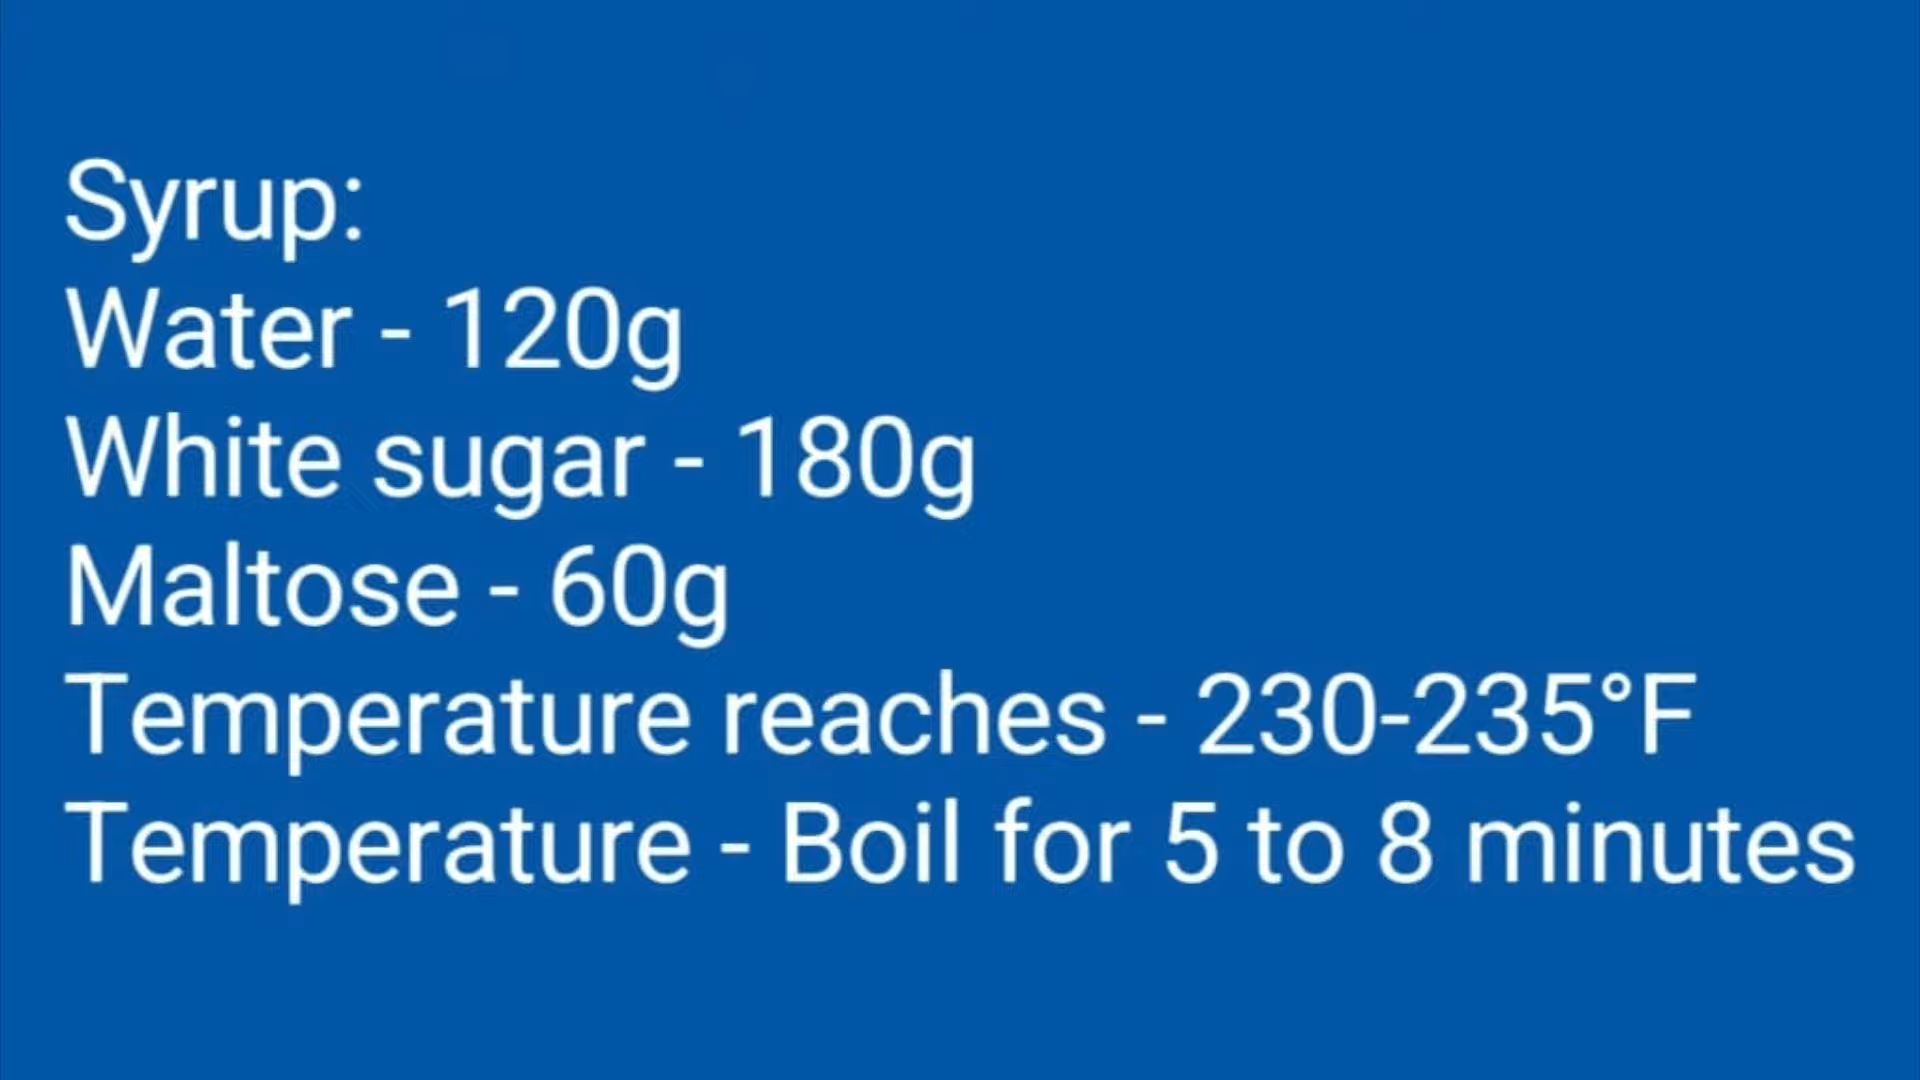 Syrup:
Water - 120g
White sugar - 180g
Maltose - 60g
Temperature reaches - 230-235°F
Temperature - Boil for 5 to 8 minutes